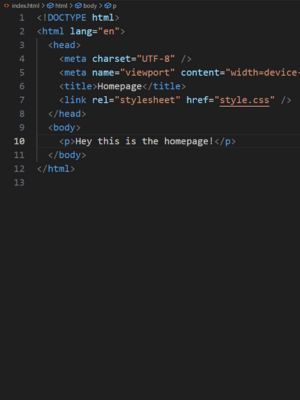 index.html > html > body > p
1 <!DOCTYPE html>
2 <html lang="en">
3 <head>
4 <meta charset="UTF-8" />
5 <meta name="viewport" content="width=device-
6 <title>Homepage</title>
7 <link rel="stylesheet" href="style.css" />
8 </head>
9 <body>
10 <p>Hey this is the homepage!</p>
11 </body>
12 </html>
13